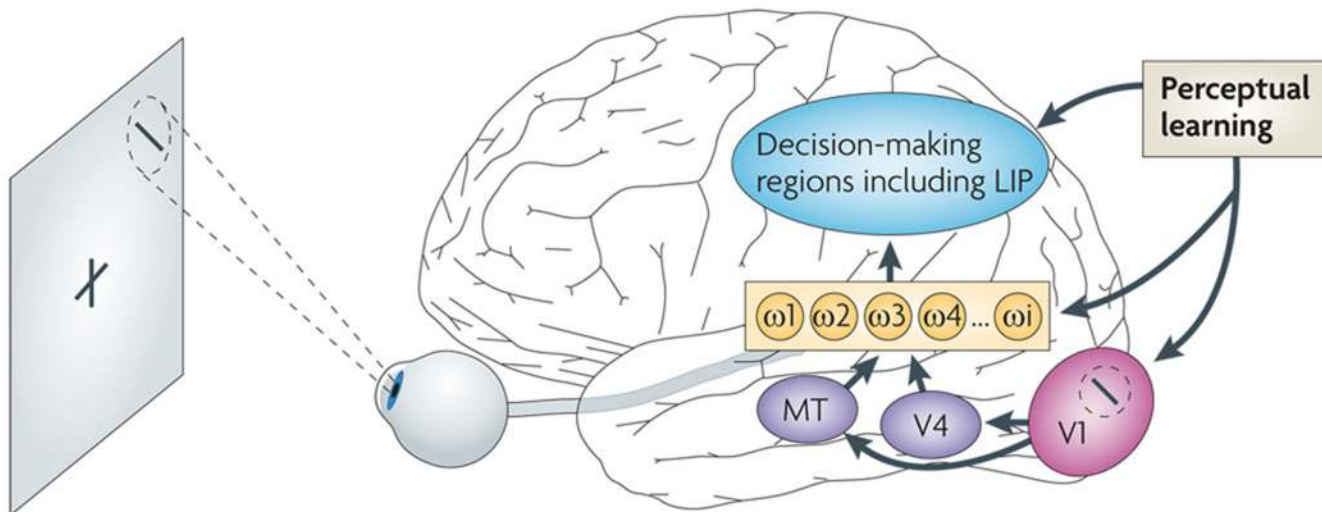 Perceptual
learning
Decision-making
regions including LIP
ω1 ω2 ω3 ω4 ... ωi
MT
V4
V1